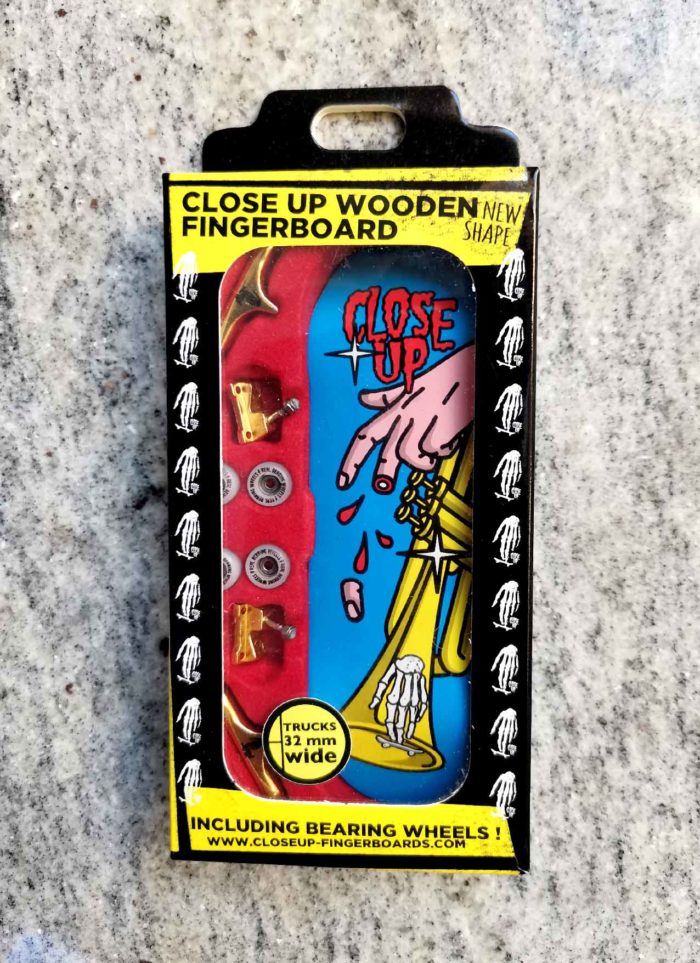 CLOSE UP WOODEN
FINGERBOARD
NEW
SHAPE
CLOSE
UP
TRUCKS
32 mm
wide
INCLUDING BEARING WHEELS !
WWW.CLOSEUP-FINGERBOARDS.COM